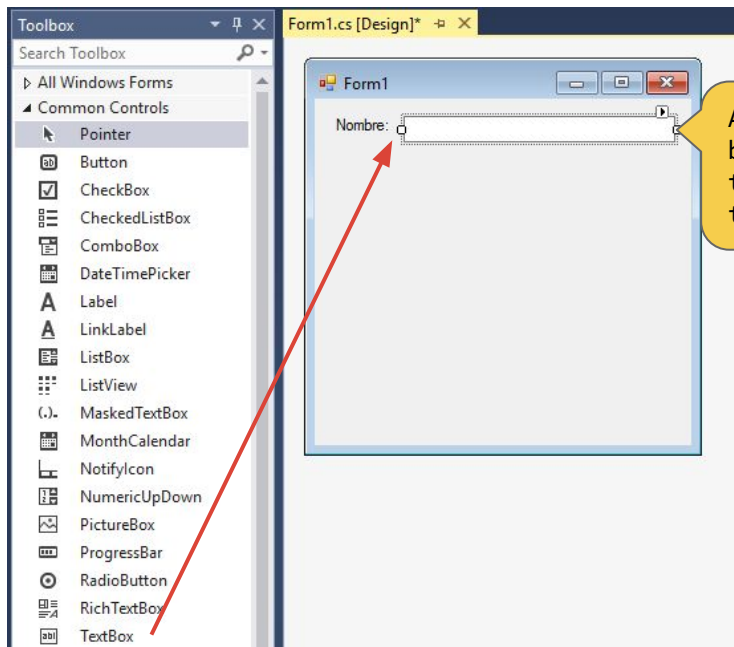 Toolbox
Form1.cs [Design]*
Search Toolbox
All Windows Forms
Common Controls
Pointer
Button
CheckBox
CheckedListBox
ComboBox
DateTimePicker
Label
LinkLabel
ListBox
ListView
MaskedTextBox
MonthCalendar
NotifyIcon
NumericUpDown
PictureBox
ProgressBar
RadioButton
RichTextBox
TextBox
Form1
Nombre: